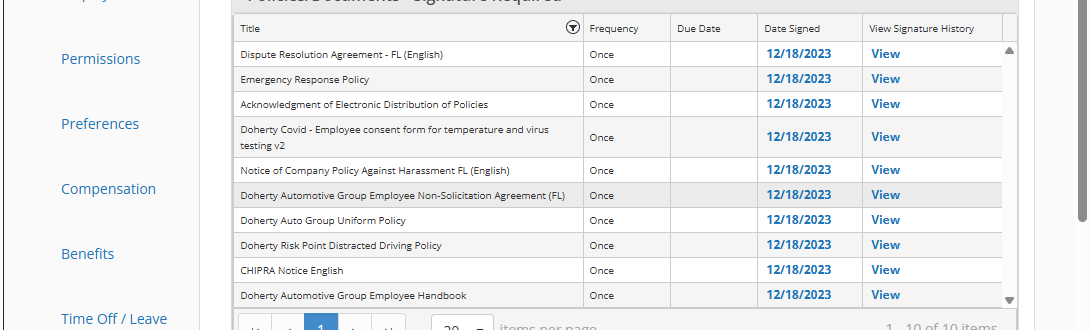 Policies/Documents - Signature Required
Title Frequency Due Date Date Signed View Signature History
Permissions
Dispute Resolution Agreement - FL (English) Once 12/18/2023 View
Emergency Response Policy Once 12/18/2023 View
Acknowledgment of Electronic Distribution of Policies Once 12/18/2023 View
Preferences
Doherty Covid - Employee consent form for temperature and virus
testing v2 Once 12/18/2023 View
Notice of Company Policy Against Harassment FL (English) Once 12/18/2023 View
Compensation
Doherty Automotive Group Employee Non-Solicitation Agreement (FL) Once 12/18/2023 View
Doherty Auto Group Uniform Policy Once 12/18/2023 View
Doherty Risk Point Distracted Driving Policy Once 12/18/2023 View
Benefits
CHIPRA Notice English Once 12/18/2023 View
Doherty Automotive Group Employee Handbook Once 12/18/2023 View
Time Off / Leave
1 20 items per page 1 - 10 of 10 items